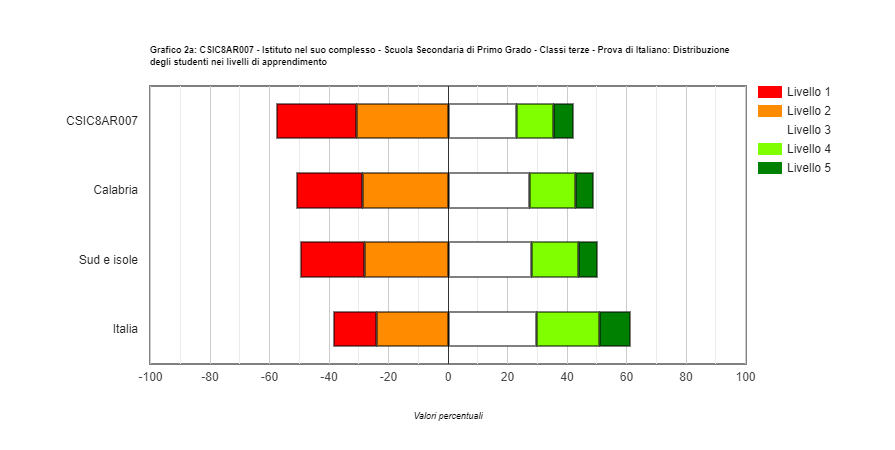 Grafico 2a: CSIC8AR007 - Istituto nel suo complesso - Scuola Secondaria di Primo Grado - Classi terze - Prova di Italiano: Distribuzione
degli studenti nei livelli di apprendimento
Livello 1
Livello 2
Livello 3
Livello 4
Livello 5
CSIC8AR007
Calabria
Sud e isole
Italia
-100 -80 -60 -40 -20 0 20 40 60 80 100
Valori percentuali